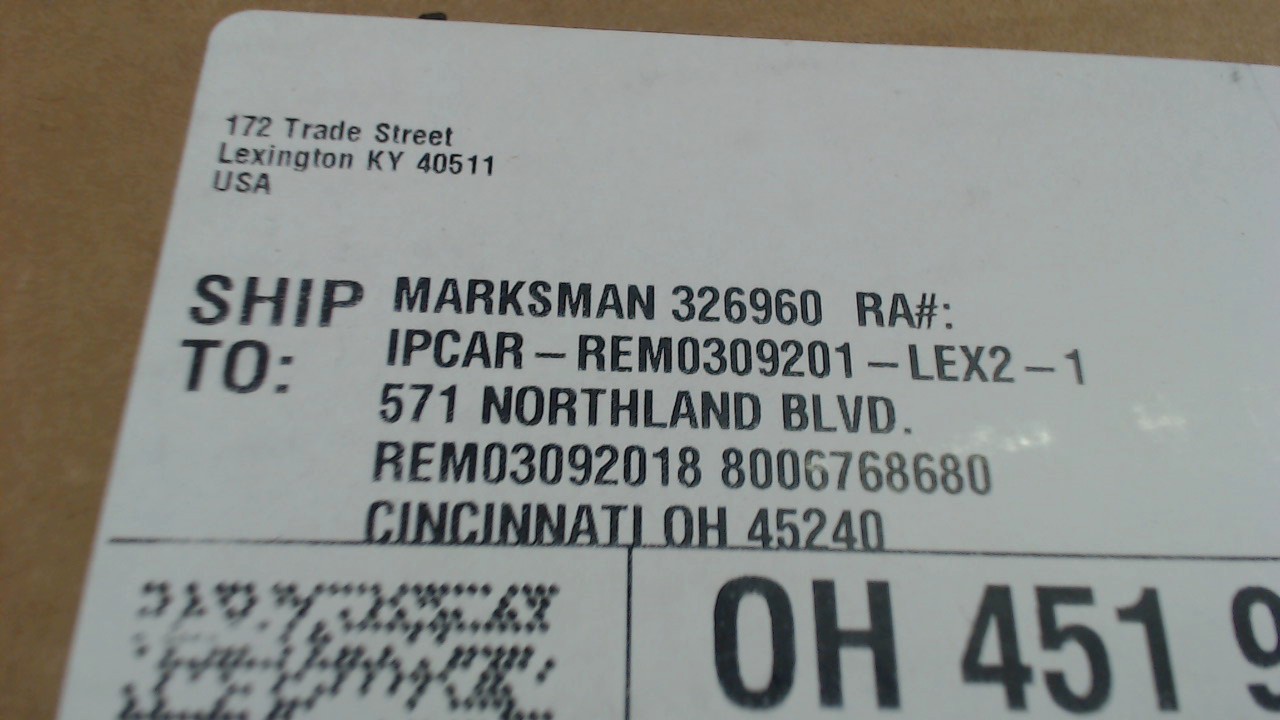 172 Trade Street
Lexington KY 40511
USA
SHIP TO:
MARKSMAN 326960 RA#:
IPCAR-REM0309201-LEX2-1
571 NORTHLAND BLVD.
REM03092018 8006768680
CINCINNATI OH 45240
OH 451 9